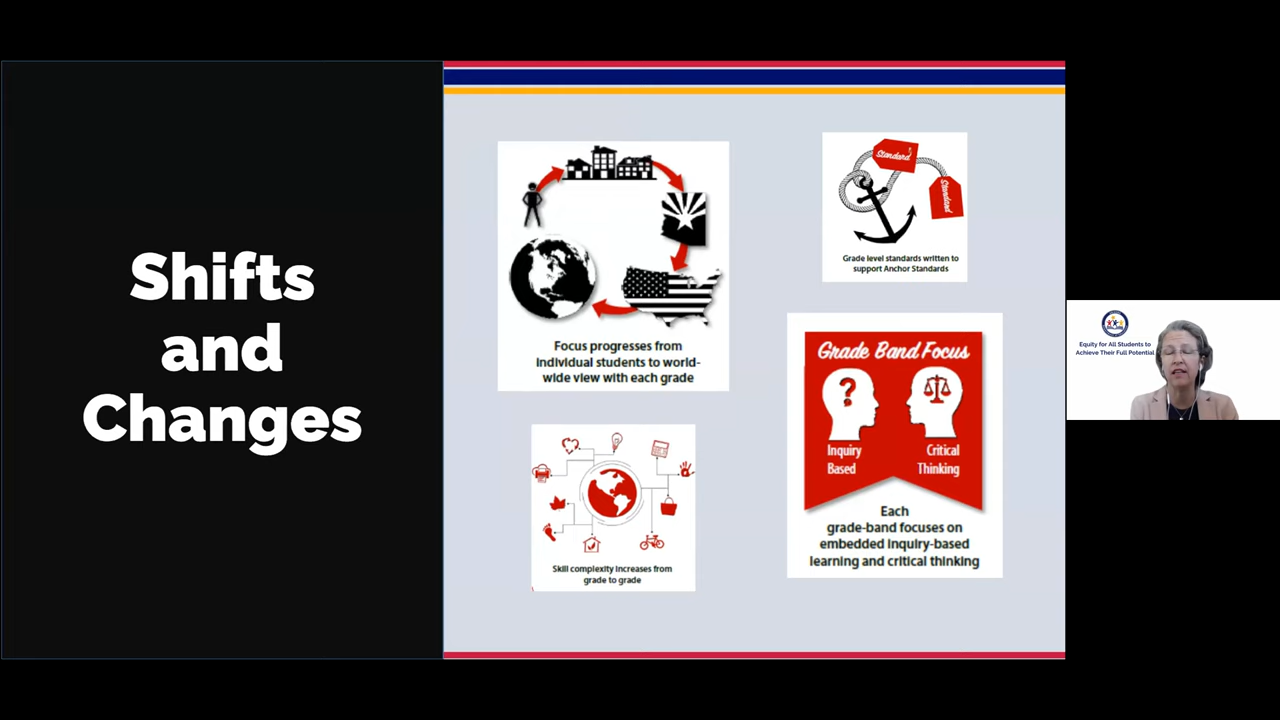 Shifts
and
Changes
Focus progresses from
individual students to world-
wide view with each grade
Standard
Standard
Grade level standards written to
support Anchor Standards
Skill complexity increases from
grade to grade
Grade Band Focus
Inquiry
Based
Critical
Thinking
Each
grade-band focuses on
embedded inquiry-based
learning and critical thinking
Equity for All Students to
Achieve Their Full Potential